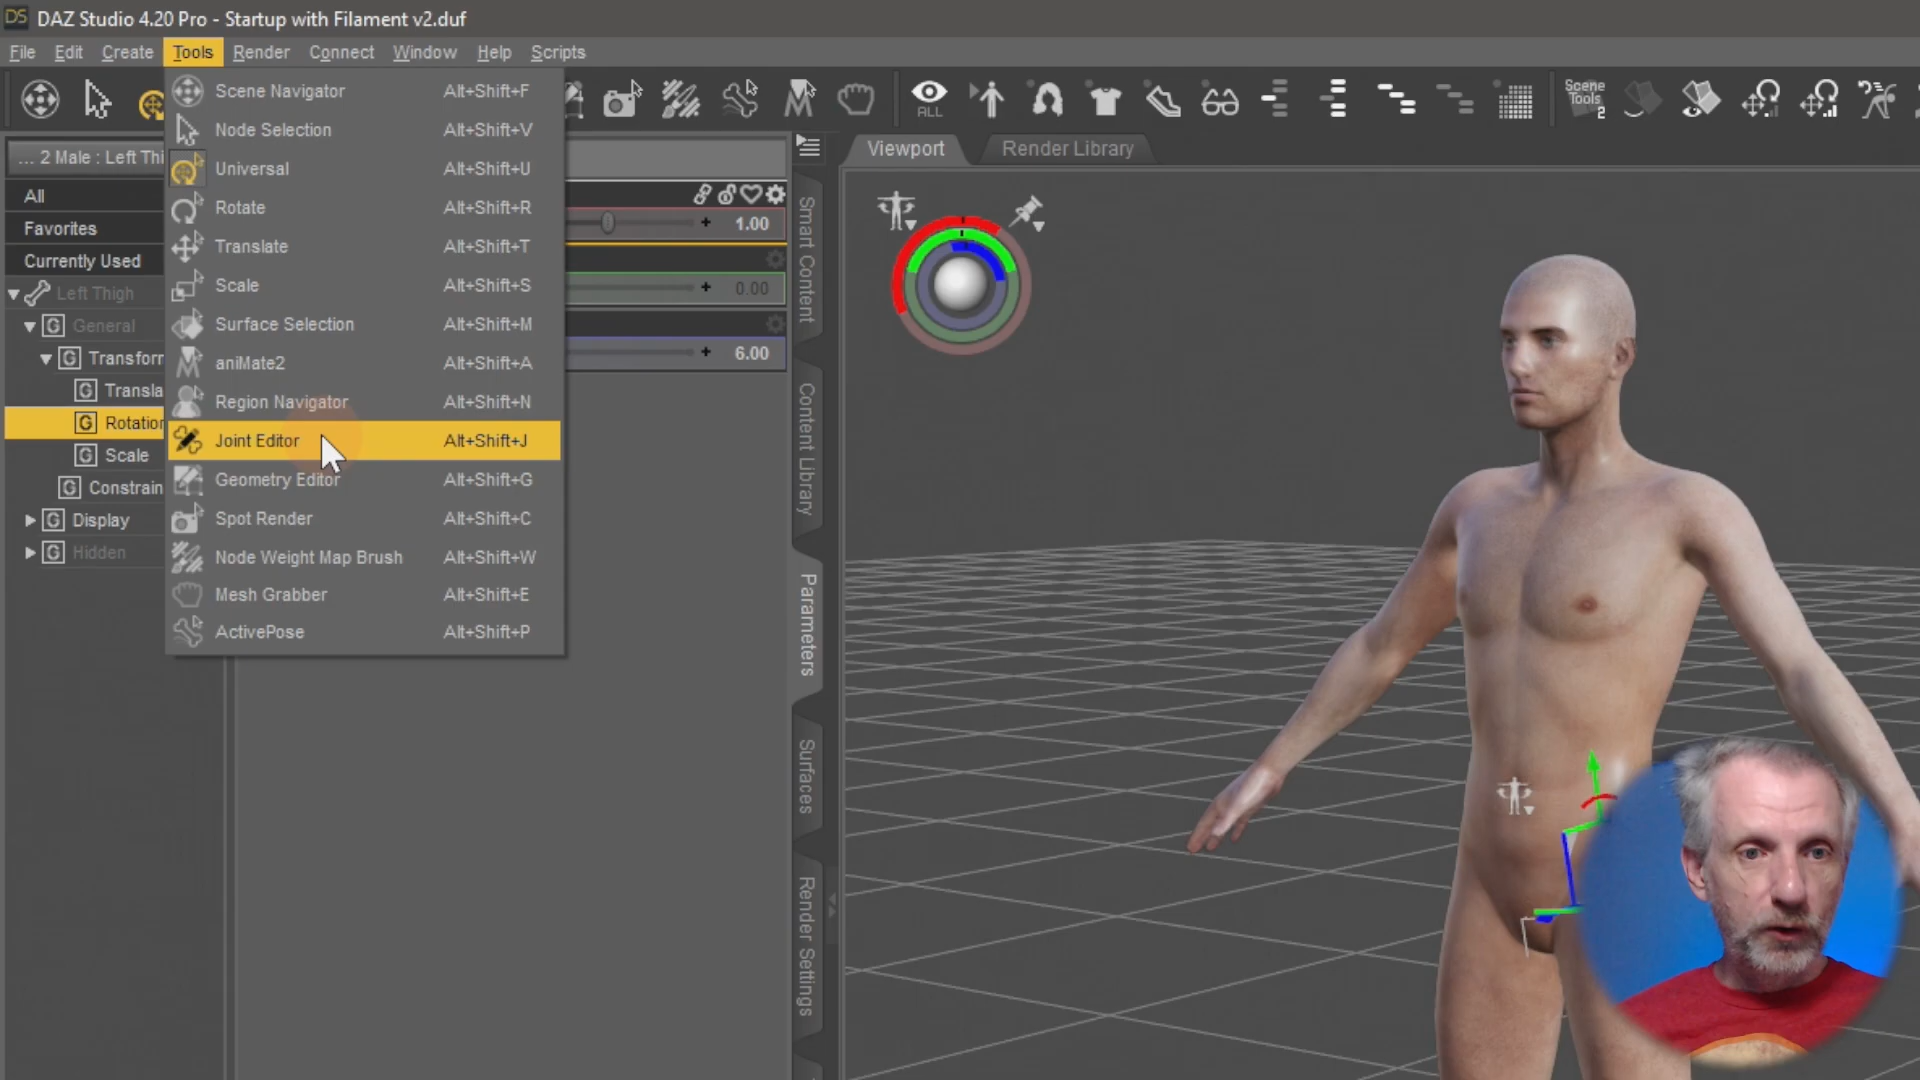 DS DAZ Studio 4.20 Pro - Startup with Filament v2.duf
File Edit Create Tools Render Connect Window Help Scripts
ALL
Scene
Tools
2
Scene Navigator Alt+Shift+F
Node Selection Alt+Shift+V
Universal Alt+Shift+U
Rotate Alt+Shift+R
Translate Alt+Shift+T
Scale Alt+Shift+S
Surface Selection Alt+Shift+M
aniMate2 Alt+Shift+A
Region Navigator Alt+Shift+N
Joint Editor Alt+Shift+J
Geometry Editor Alt+Shift+G
Spot Render Alt+Shift+C
Node Weight Map Brush Alt+Shift+W
Mesh Grabber Alt+Shift+E
ActivePose Alt+Shift+P
... 2 Male : Left Thi
All
Favorites
Currently Used
Left Thigh
G General
G Transform
G Transla
G Rotation
G Scale
G Constrain
G Display
G Hidden
+ 1.00
+ 0.00
+ 6.00
Smart Content
Content Library
Parameters
Surfaces
Render Settings
Viewport Render Library